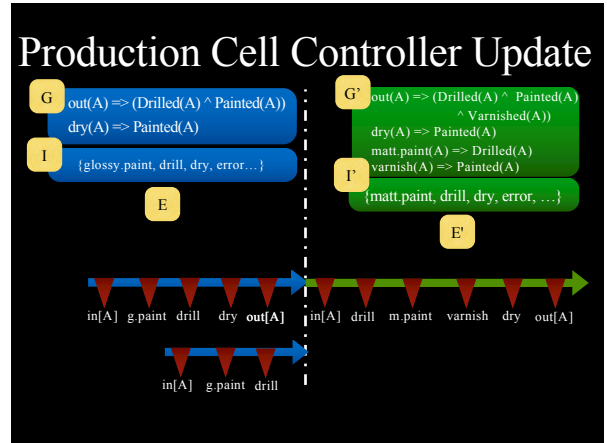 Production Cell Controller Update
G
out(A) => (Drilled(A) ^ Painted(A))
dry(A) => Painted(A)
I
{glossy.paint, drill, dry, error…}
E
G’
out(A) => (Drilled(A) ^ Painted(A)
^ Varnished(A))
dry(A) => Painted(A)
matt.paint(A) => Drilled(A)
varnish(A) => Painted(A)
I’
{matt.paint, drill, dry, error, …}
E'
in[A] g.paint drill dry out[A] in[A] drill m.paint varnish dry out[A]
in[A] g.paint drill